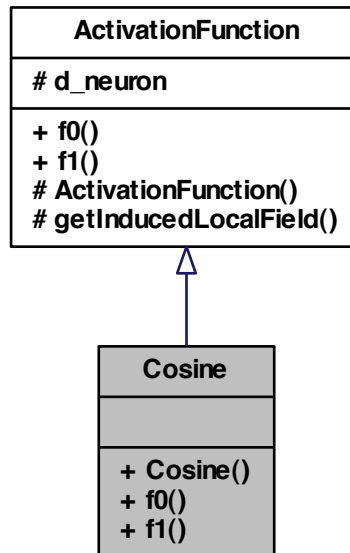 ActivationFunction
# d_neuron
+ f0()
+ f1()
# ActivationFunction()
# getInducedLocalField()
Cosine
+ Cosine()
+ f0()
+ f1()